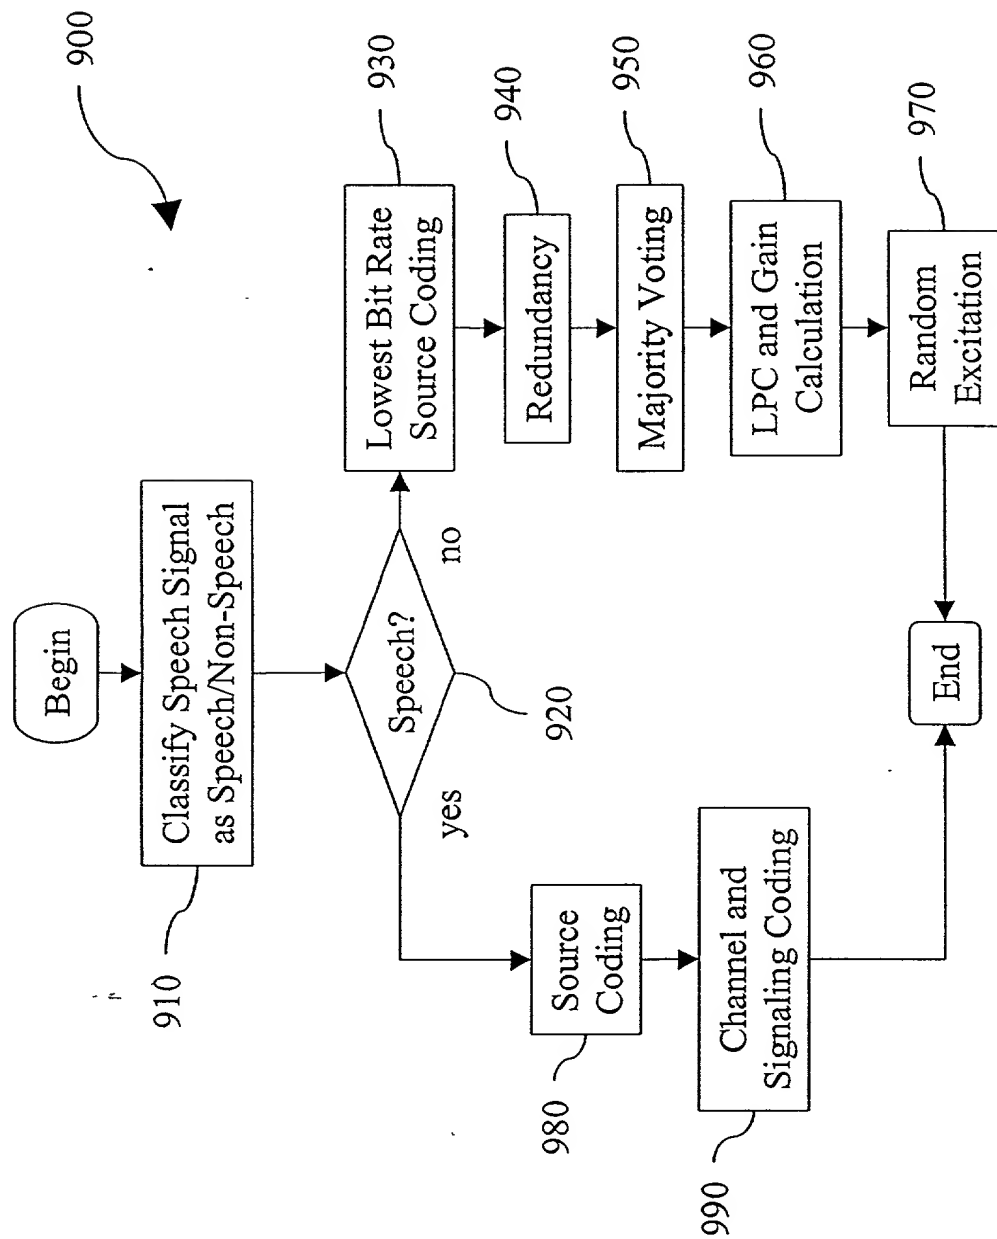 900
Begin
Classify Speech Signal
as Speech/Non-Speech
910
Speech?
920
yes
no
Lowest Bit Rate
Source Coding
930
Redundancy
940
Majority Voting
950
LPC and Gain
Calculation
960
Random
Excitation
970
Source
Coding
980
Channel and
Signaling Coding
990
End